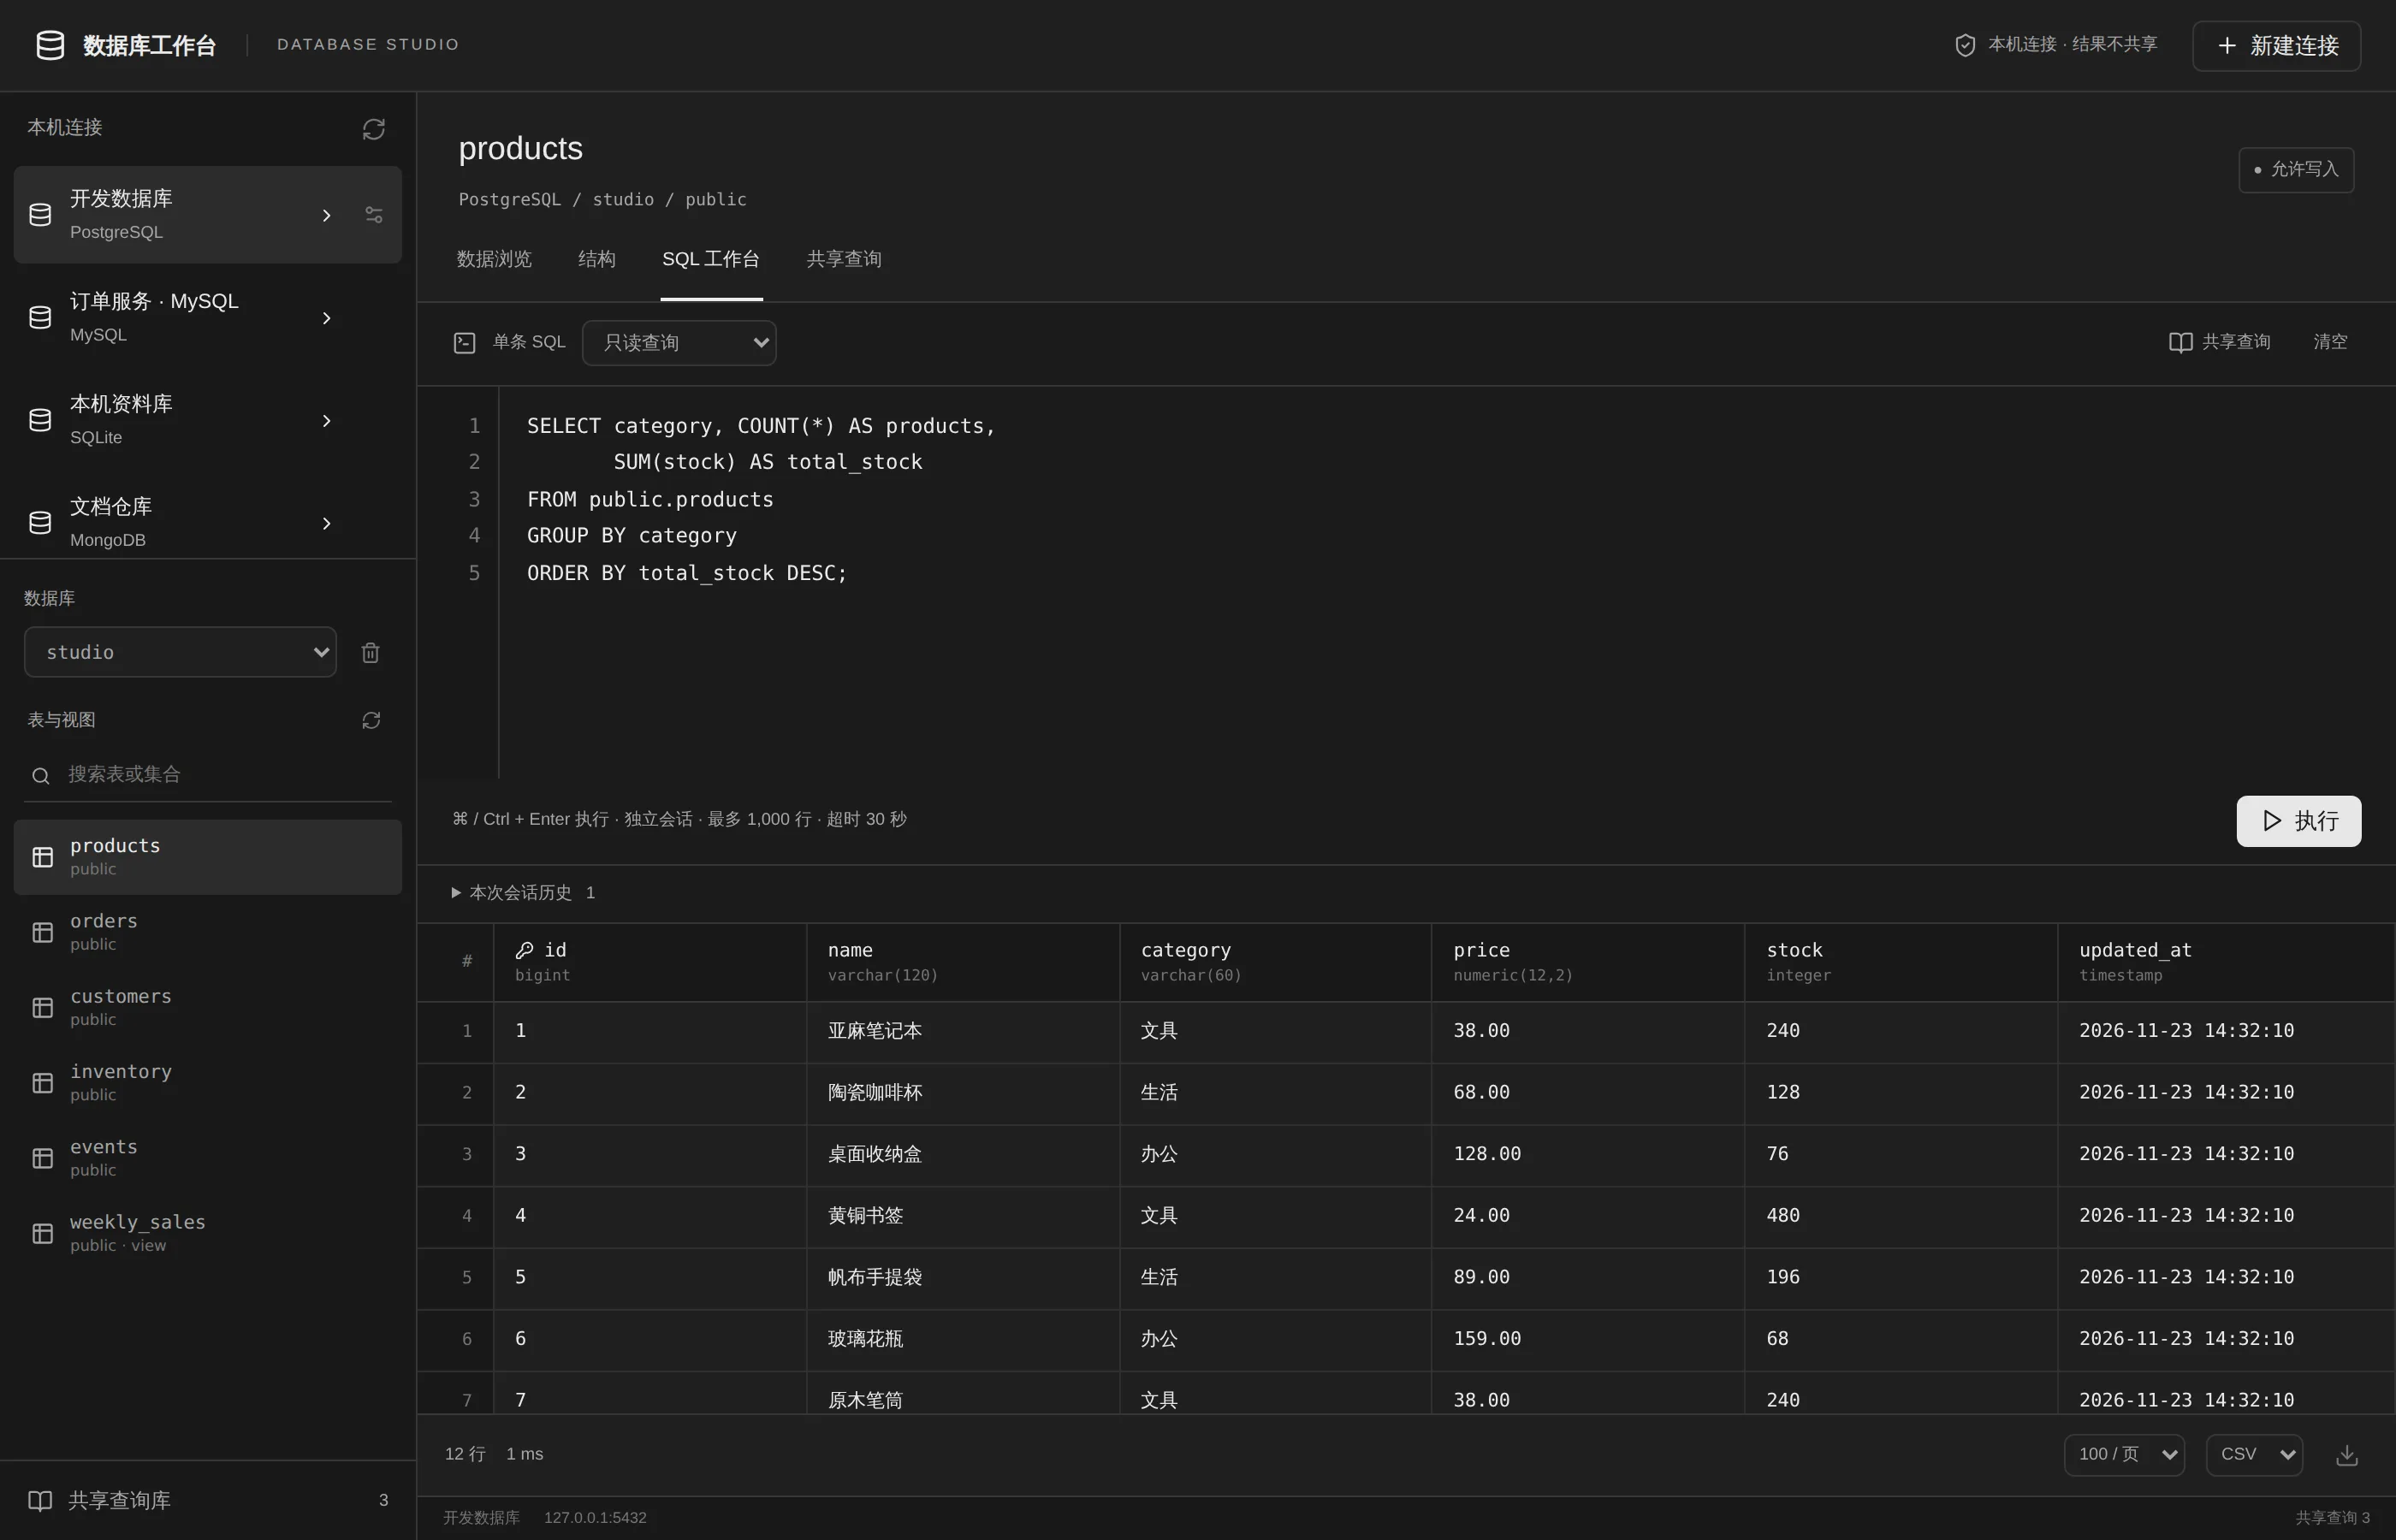 数据库工作台
DATABASE STUDIO
本机连接 · 结果不共享
新建连接
本机连接
开发数据库
PostgreSQL
订单服务 · MySQL
MySQL
本机资料库
SQLite
文档仓库
MongoDB
数据库
studio
表与视图
搜索表或集合
products
public
orders
public
customers
public
inventory
public
events
public
weekly_sales
public · view
共享查询库 3
products
PostgreSQL / studio / public
允许写入
数据浏览 结构 SQL 工作台 共享查询
单条 SQL 只读查询 共享查询 清空
1 SELECT category, COUNT(*) AS products,
2 SUM(stock) AS total_stock
3 FROM public.products
4 GROUP BY category
5 ORDER BY total_stock DESC;
⌘ / Ctrl + Enter 执行 · 独立会话 · 最多 1,000 行 · 超时 30 秒
执行
本次会话历史 1
# id name category price stock updated_at
bigint varchar(120) varchar(60) numeric(12,2) integer timestamp
1 1 亚麻笔记本 文具 38.00 240 2026-11-23 14:32:10
2 2 陶瓷咖啡杯 生活 68.00 128 2026-11-23 14:32:10
3 3 桌面收纳盒 办公 128.00 76 2026-11-23 14:32:10
4 4 黄铜书签 文具 24.00 480 2026-11-23 14:32:10
5 5 帆布手提袋 生活 89.00 196 2026-11-23 14:32:10
6 6 玻璃花瓶 办公 159.00 68 2026-11-23 14:32:10
7 7 原木笔筒 文具 38.00 240 2026-11-23 14:32:10
12 行 1 ms
100 / 页 CSV
开发数据库 127.0.0.1:5432
共享查询 3